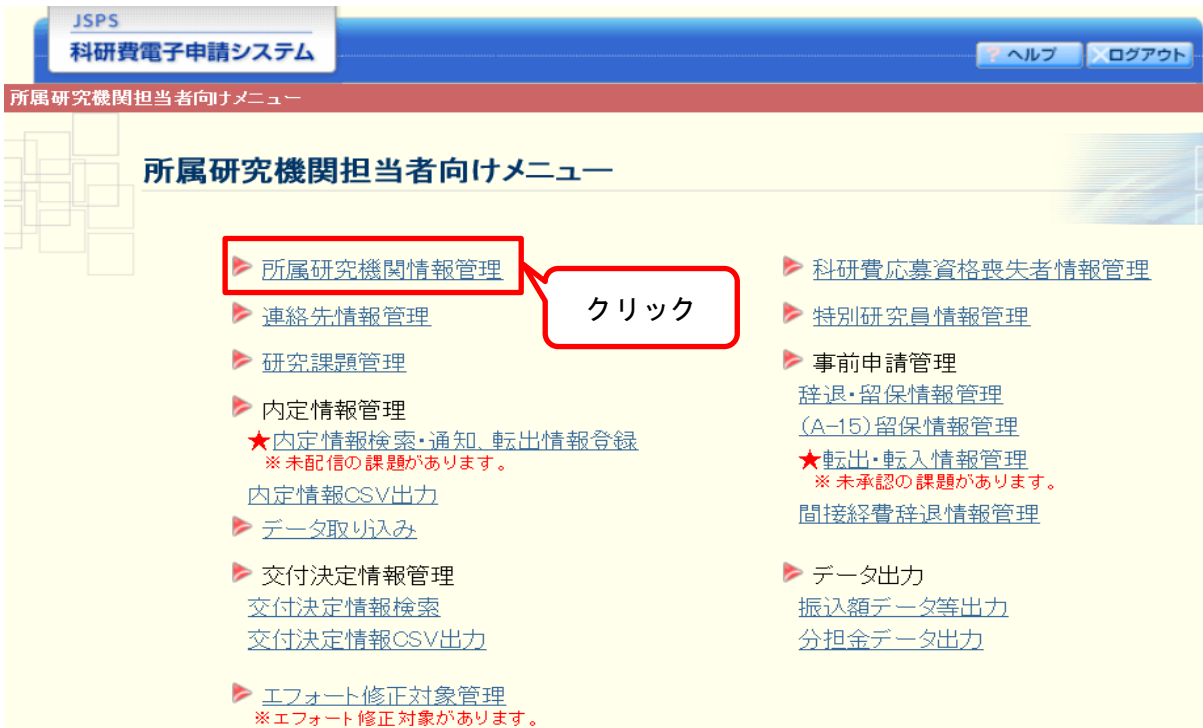 JSPS
科研費電子申請システム
? ヘルプ
×ログアウト
所属研究機関担当者向けメニュー
所属研究機関担当者向けメニュー
所属研究機関情報管理
クリック
連絡先情報管理
研究課題管理
内定情報管理
★内定情報検索・通知、転出情報登録
※未配信の課題があります。
内定情報CSV出力
データ取り込み
交付決定情報管理
交付決定情報検索
交付決定情報CSV出力
エフォート修正対象管理
※エフォート修正対象があります。
科研費応募資格喪失者情報管理
特別研究員情報管理
事前申請管理
辞退・留保情報管理
(A-15)留保情報管理
★転出・転入情報管理
※未承認の課題があります。
間接経費辞退情報管理
データ出力
振込額データ等出力
分担金データ出力